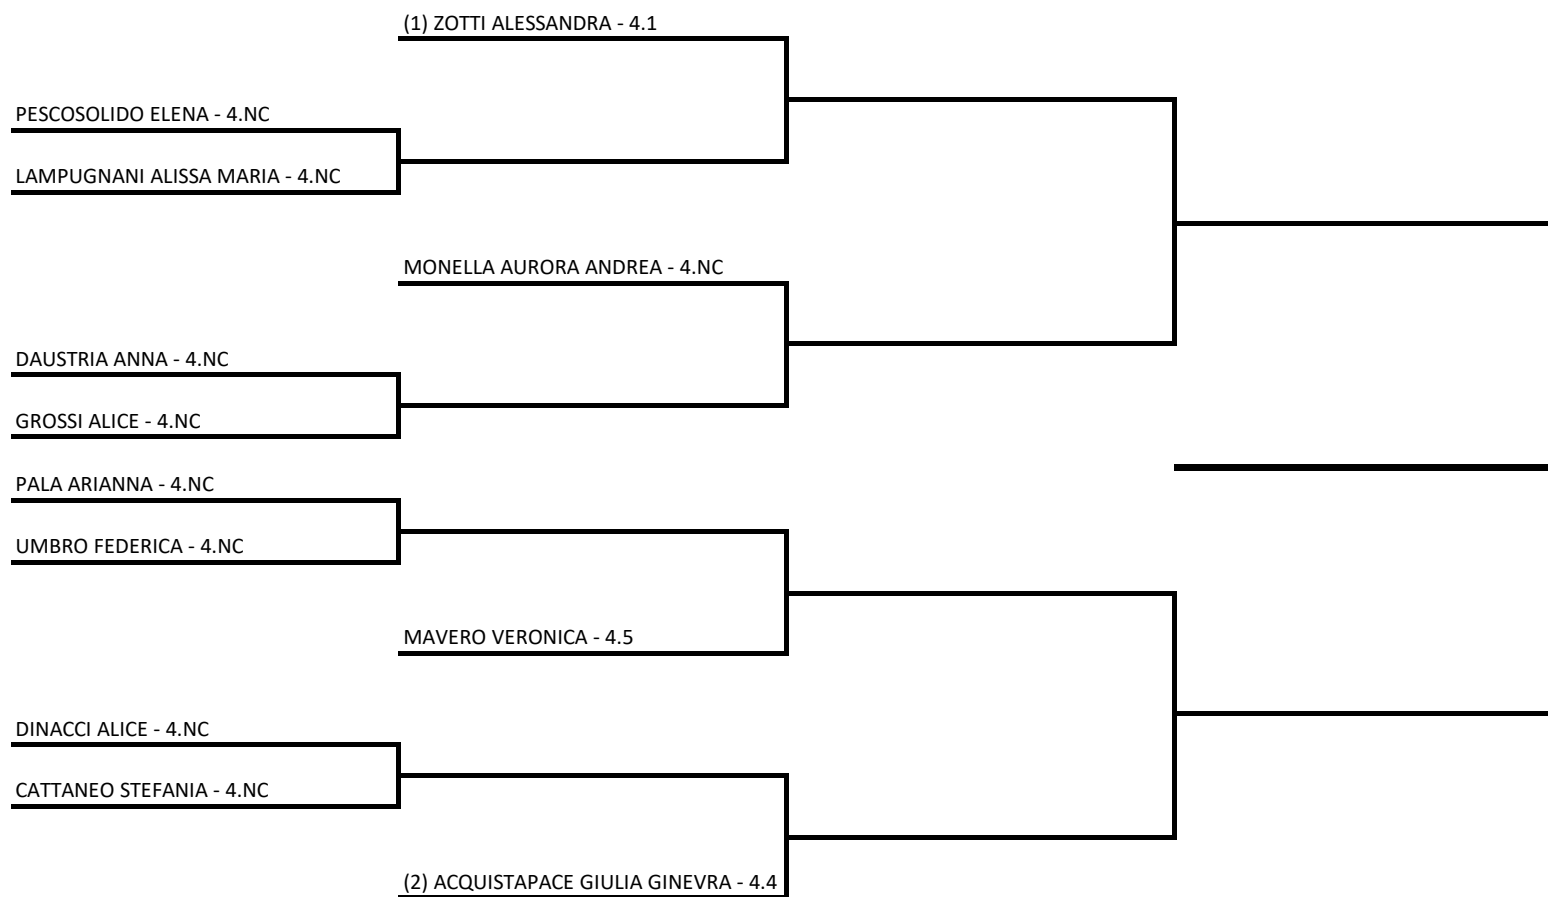 (1) ZOTTI ALESSANDRA - 4.1
PESCOSOLIDO ELENA - 4.NC
LAMPUGNANI ALISSA MARIA - 4.NC
MONELLA AURORA ANDREA - 4.NC
DAUSTRIA ANNA - 4.NC
GROSSI ALICE - 4.NC
PALA ARIANNA - 4.NC
UMBRO FEDERICA - 4.NC
MAVERO VERONICA - 4.5
DINACCI ALICE - 4.NC
CATTANEO STEFANIA - 4.NC
(2) ACQUISTAPACE GIULIA GINEVRA - 4.4